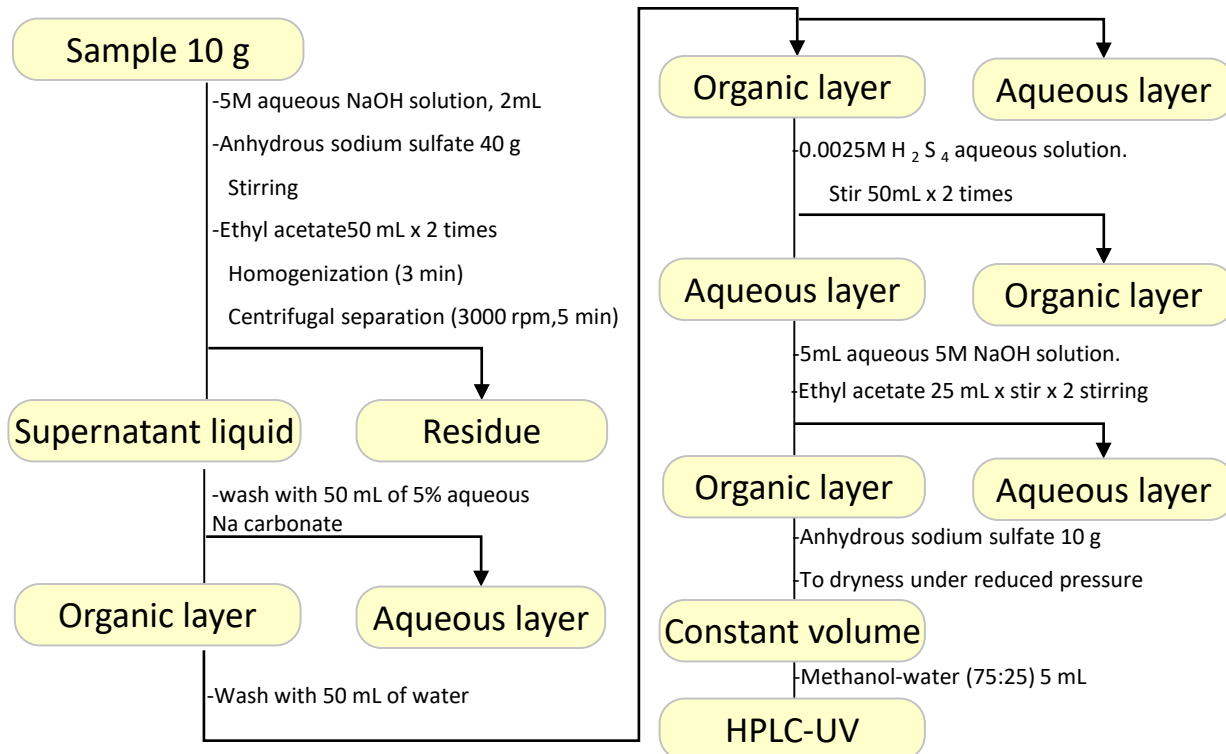 Sample 10 g
-5M aqueous NaOH solution, 2mL
-Anhydrous sodium sulfate 40 g
Stirring
-Ethyl acetate50 mL x 2 times
Homogenization (3 min)
Centrifugal separation (3000 rpm,5 min)
Supernatant liquid
Residue
-wash with 50 mL of 5% aqueous
Na carbonate
Organic layer
Aqueous layer
-Wash with 50 mL of water
Organic layer
Aqueous layer
-0.0025M H 2 S 4 aqueous solution.
Stir 50mL x 2 times
Aqueous layer
Organic layer
-5mL aqueous 5M NaOH solution.
-Ethyl acetate 25 mL x stir x 2 stirring
Organic layer
Aqueous layer
-Anhydrous sodium sulfate 10 g
-To dryness under reduced pressure
Constant volume
-Methanol-water (75:25) 5 mL
HPLC-UV